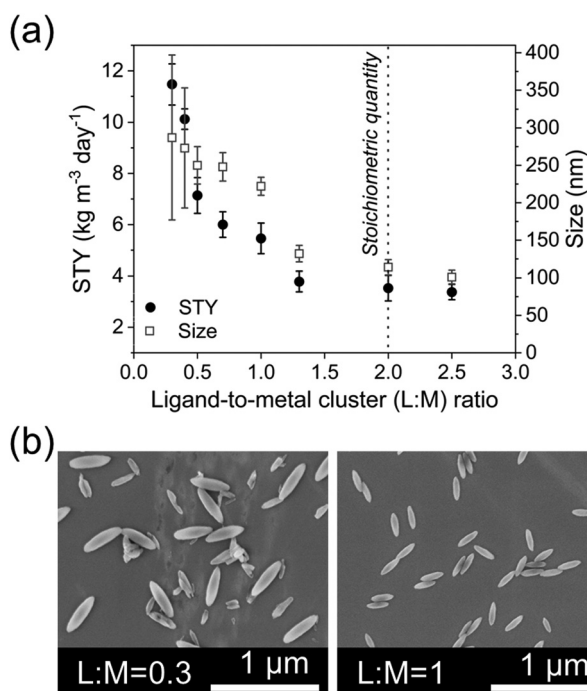 (a)
STY (kg m⁻³ day⁻¹)
12
10
8
6
4
2
Stoichiometric quantity
400
350
300
250
200
150
100
50
0
Size (nm)
STY
Size
0.0 0.5 1.0 1.5 2.0 2.5 3.0
Ligand-to-metal cluster (L:M) ratio
(b)
L:M=0.3 1 μm
L:M=1 1 μm